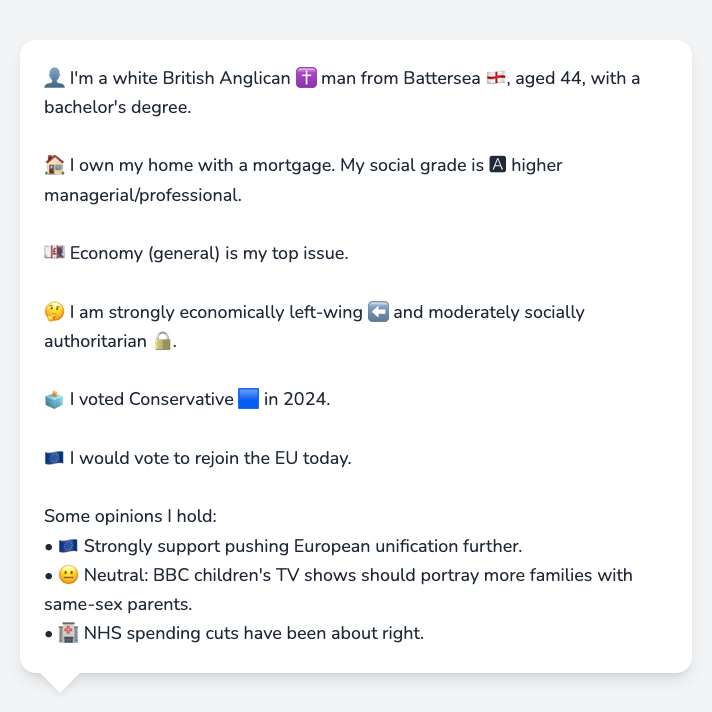 👤 I'm a white British Anglican ✝️ man from Battersea 🏴󠁧󠁢󠁥󠁮󠁧󠁿, aged 44, with a
bachelor's degree.
🏠 I own my home with a mortgage. My social grade is 🅰 higher
managerial/professional.
💷 Economy (general) is my top issue.
🤔 I am strongly economically left-wing ⬅️ and moderately socially
authoritarian 🔒.
🗳️ I voted Conservative 🟦 in 2024.
🇪🇺 I would vote to rejoin the EU today.
Some opinions I hold:
• 🇪🇺 Strongly support pushing European unification further.
• 😐 Neutral: BBC children's TV shows should portray more families with
same-sex parents.
• 🏥 NHS spending cuts have been about right.